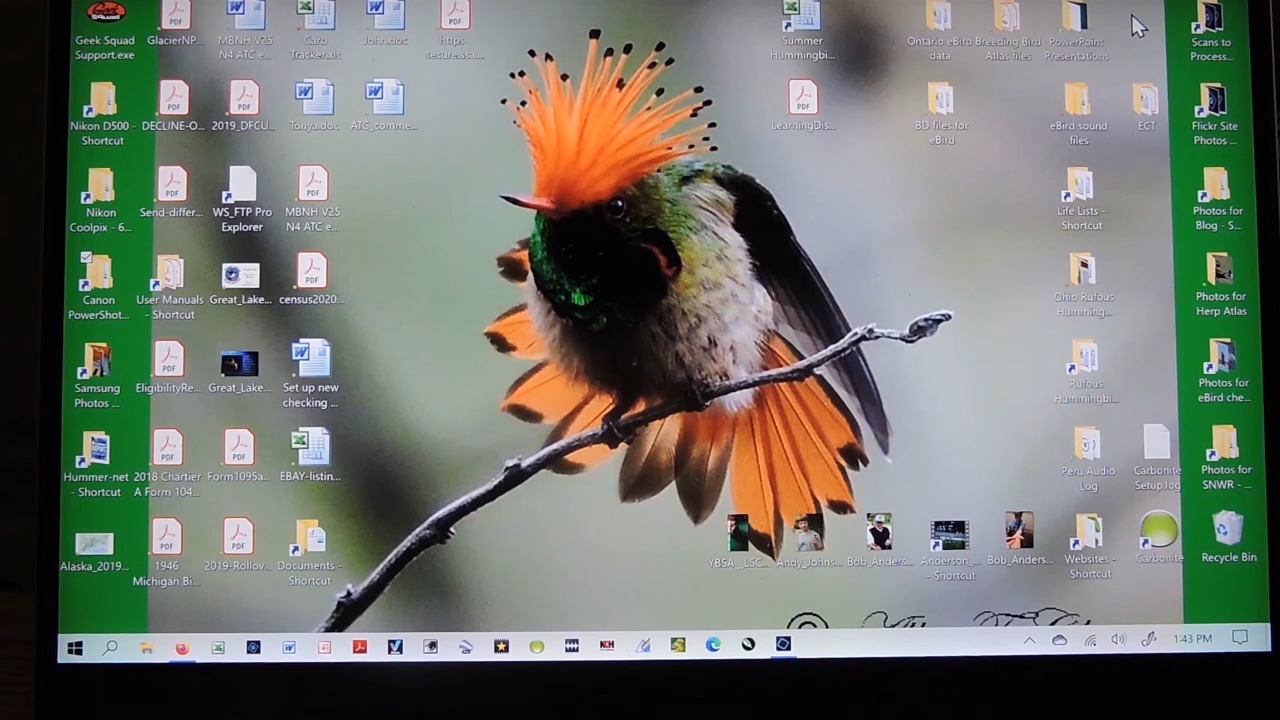 Geek Squad
Support.exe
GlacierNP...
MBNH V25
N4 ATC e...
Carb
Tracker.xls
John.doc
https
secure.ssa....
Summer
Hummingbi...
Ontario eBird
data
Breeding Bird
Atlas files
PowerPoint
Presentations
Scans to
Process...
Nikon D500 -
Shortcut
DECLINE-O...
2019_DFCU...
Tonya.doc
ATC_comme...
LearningDis...
BD files for
eBird
eBird sound
files
ECT
Flickr Site
Photos ...
Nikon
Coolpix - 6...
Send-differ...
WS_FTP Pro
Explorer
MBNH V25
N4 ATC e...
Life Lists -
Shortcut
Photos for
Blog - S...
Canon
PowerShot...
User Manuals
- Shortcut
Great_Lake...
census2020...
Ohio Rufous
Humming...
Photos for
Herp Atlas
Samsung
Photos ...
EligibilityRe...
Great_Lake...
Set up new
checking ...
Rufous
Hummingbi...
Photos for
eBird che...
Hummer-net
- Shortcut
2018 Chartier
A Form 104...
Form1095a...
EBAY-listin...
Peru Audio
Log
Carbonite
Setup.log
Photos for
SNWR - ...
Alaska_2019...
1946
Michigan Bi...
2019-Rollov...
Documents -
Shortcut
YBSA__LSC...
Andy_Johns...
Bob_Anders...
Anderson_...
- Shortcut
Bob_Anders...
Websites -
Shortcut
Carbonite
Recycle Bin
1:43 PM